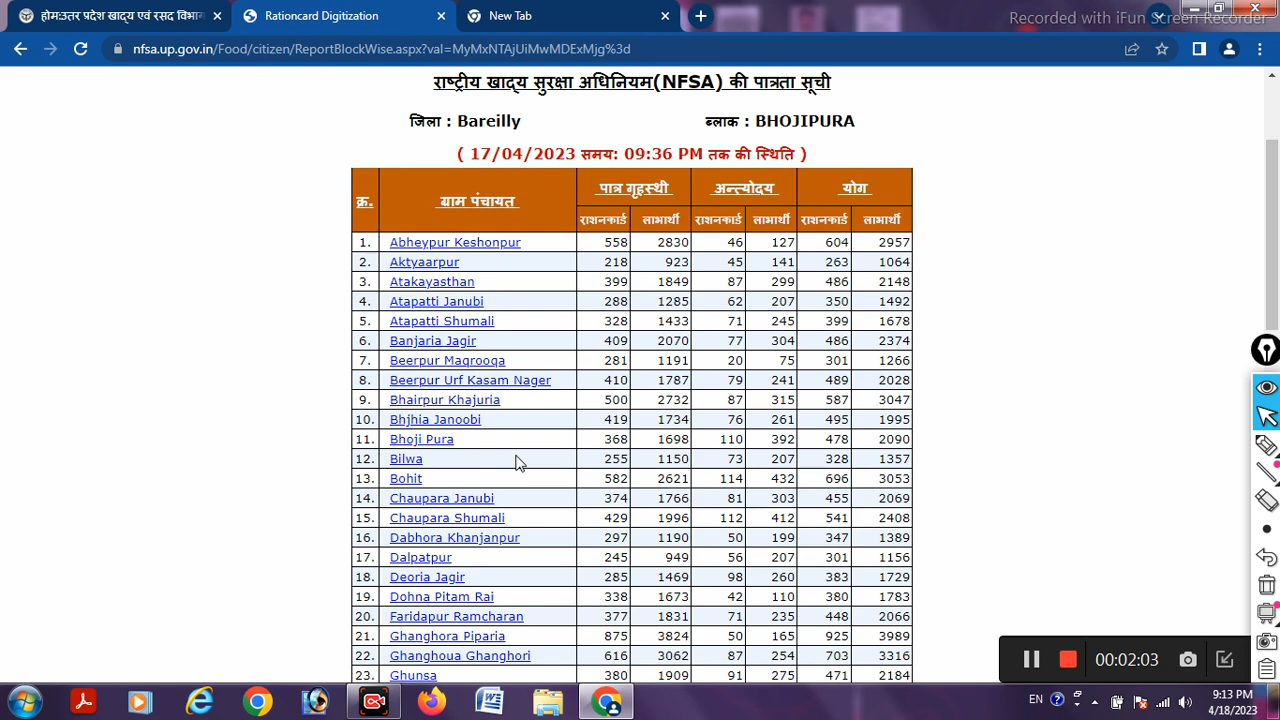 होमःउत्तर प्रदेश खाद्य एवं रसद विभाग
Rationcard Digitization
New Tab
Recorded with iFun Screen Recorder
nfsa.up.gov.in/Food/citizen/ReportBlockWise.aspx?val=MyMxNTAjUiMwMDExMjg%3d
राष्ट्रीय खाद्य सुरक्षा अधिनियम(NFSA) की पात्रता सूची
जिला : Bareilly ब्लाक : BHOJIPURA
( 17/04/2023 समय: 09:36 PM तक की स्थिति )
क्र. ग्राम पंचायत पात्र गृहस्थी अन्त्योदय योग
राशनकार्ड लाभार्थी राशनकार्ड लाभार्थी राशनकार्ड लाभार्थी
1. Abheypur Keshonpur 558 2830 46 127 604 2957
2. Aktyaarpur 218 923 45 141 263 1064
3. Atakayasthan 399 1849 87 299 486 2148
4. Atapatti Janubi 288 1285 62 207 350 1492
5. Atapatti Shumali 328 1433 71 245 399 1678
6. Banjaria Jagir 409 2070 77 304 486 2374
7. Beerpur Maqrooqa 281 1191 20 75 301 1266
8. Beerpur Urf Kasam Nager 410 1787 79 241 489 2028
9. Bhairpur Khajuria 500 2732 87 315 587 3047
10. Bhjhia Janoobi 419 1734 76 261 495 1995
11. Bhoji Pura 368 1698 110 392 478 2090
12. Bilwa 255 1150 73 207 328 1357
13. Bohit 582 2621 114 432 696 3053
14. Chaupara Janubi 374 1766 81 303 455 2069
15. Chaupara Shumali 429 1996 112 412 541 2408
16. Dabhora Khanjanpur 297 1190 50 199 347 1389
17. Dalpatpur 245 949 56 207 301 1156
18. Deoria Jagir 285 1469 98 260 383 1729
19. Dohna Pitam Rai 338 1673 42 110 380 1783
20. Faridapur Ramcharan 377 1831 71 235 448 2066
21. Ghanghora Piparia 875 3824 50 165 925 3989
22. Ghanghoua Ghanghori 616 3062 87 254 703 3316
23. Ghunsa 380 1909 91 275 471 2184
00:02:03
EN
9:13 PM
4/18/2023